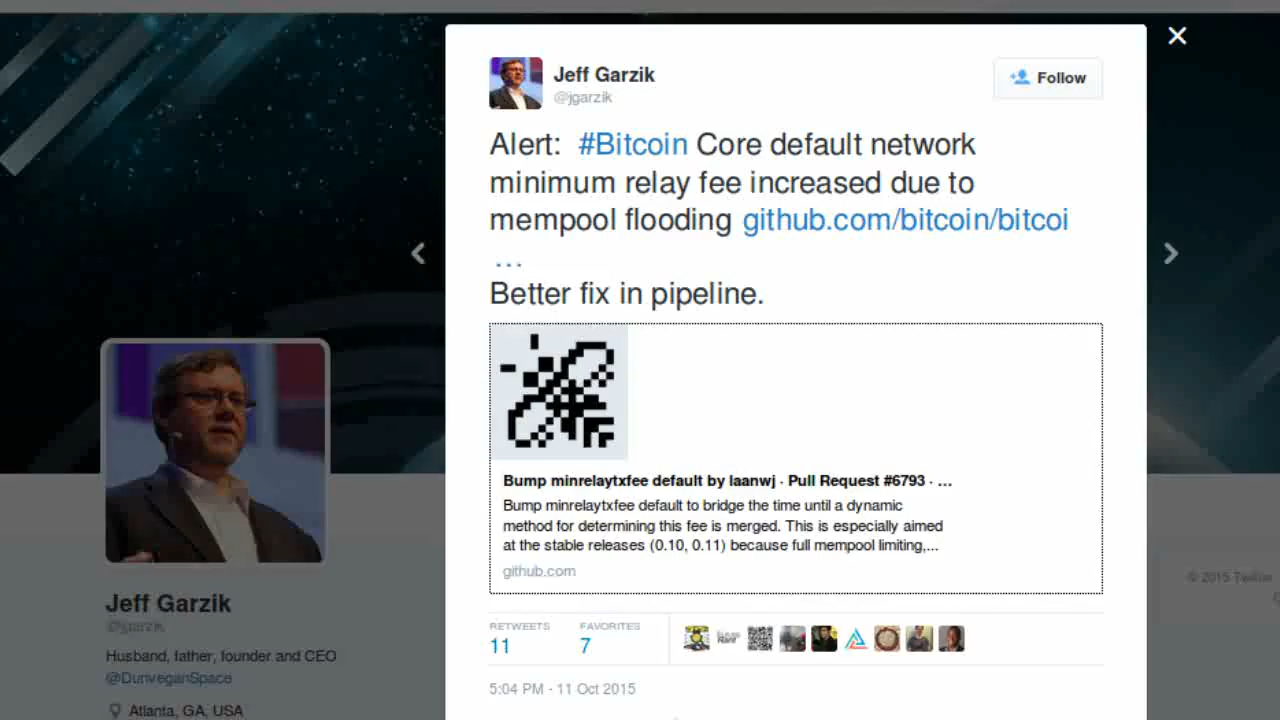 Jeff Garzik
@jgarzik
Follow
Alert: #Bitcoin Core default network
minimum relay fee increased due to
mempool flooding github.com/bitcoin/bitcoi
…
Better fix in pipeline.
Bump minrelaytxfee default by laanwj · Pull Request #6793 · …
Bump minrelaytxfee default to bridge the time until a dynamic
method for determining this fee is merged. This is especially aimed
at the stable releases (0.10, 0.11) because full mempool limiting,...
github.com
RETWEETS
11
FAVORITES
7
5:04 PM - 11 Oct 2015
Jeff Garzik
@jgarzik
Husband, father, founder and CEO
@DunveganSpace
Atlanta, GA, USA
© 2015 Twitter